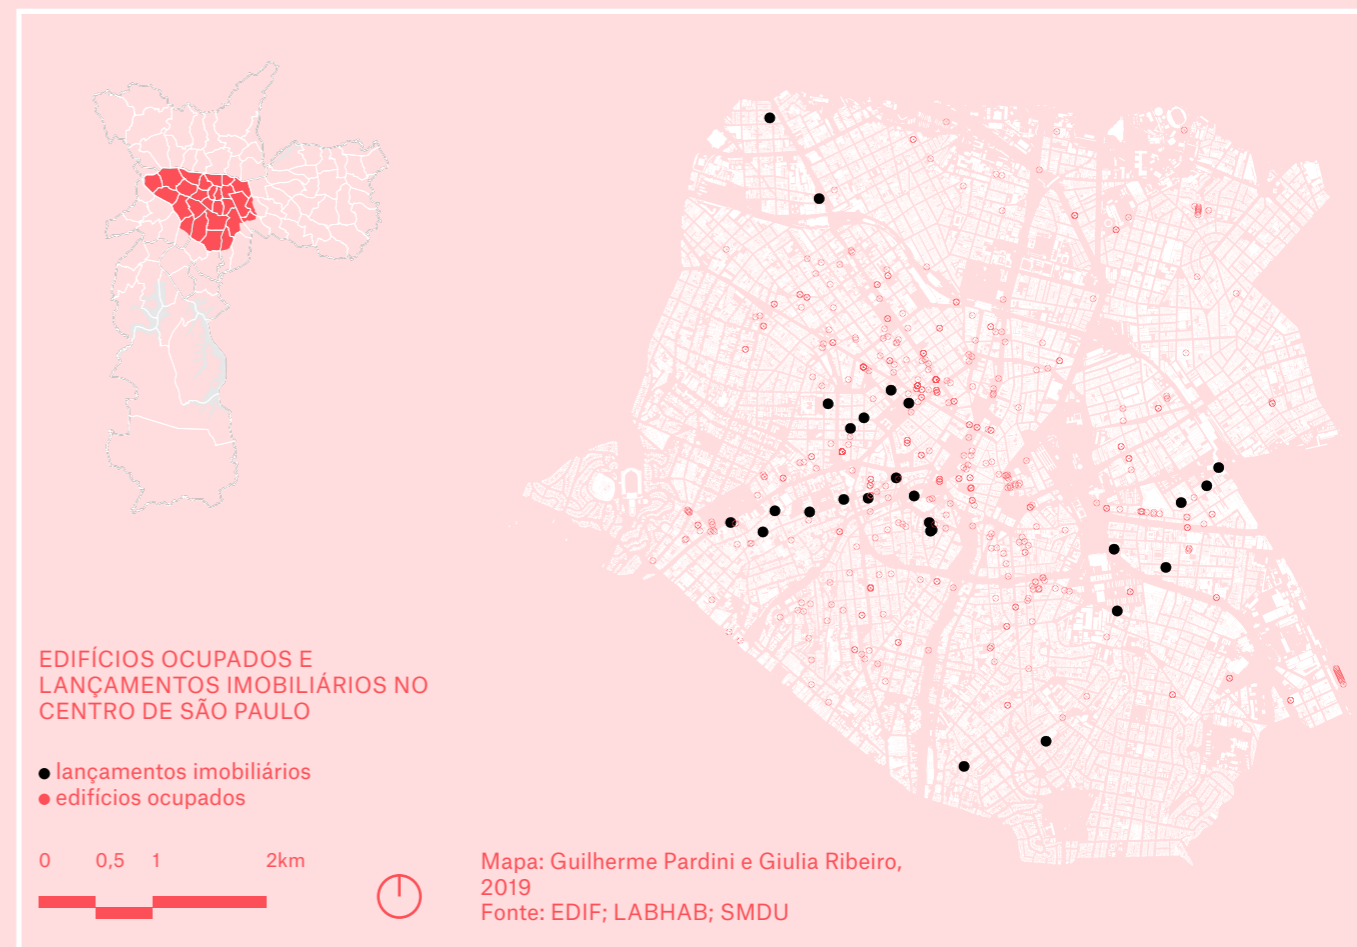 EDIFÍCIOS OCUPADOS E
LANÇAMENTOS IMOBILIÁRIOS NO
CENTRO DE SÃO PAULO
lançamentos imobiliários
edifícios ocupados
0 0,5 1 2km
Mapa: Guilherme Pardini e Giulia Ribeiro,
2019
Fonte: EDIF; LABHAB; SMDU